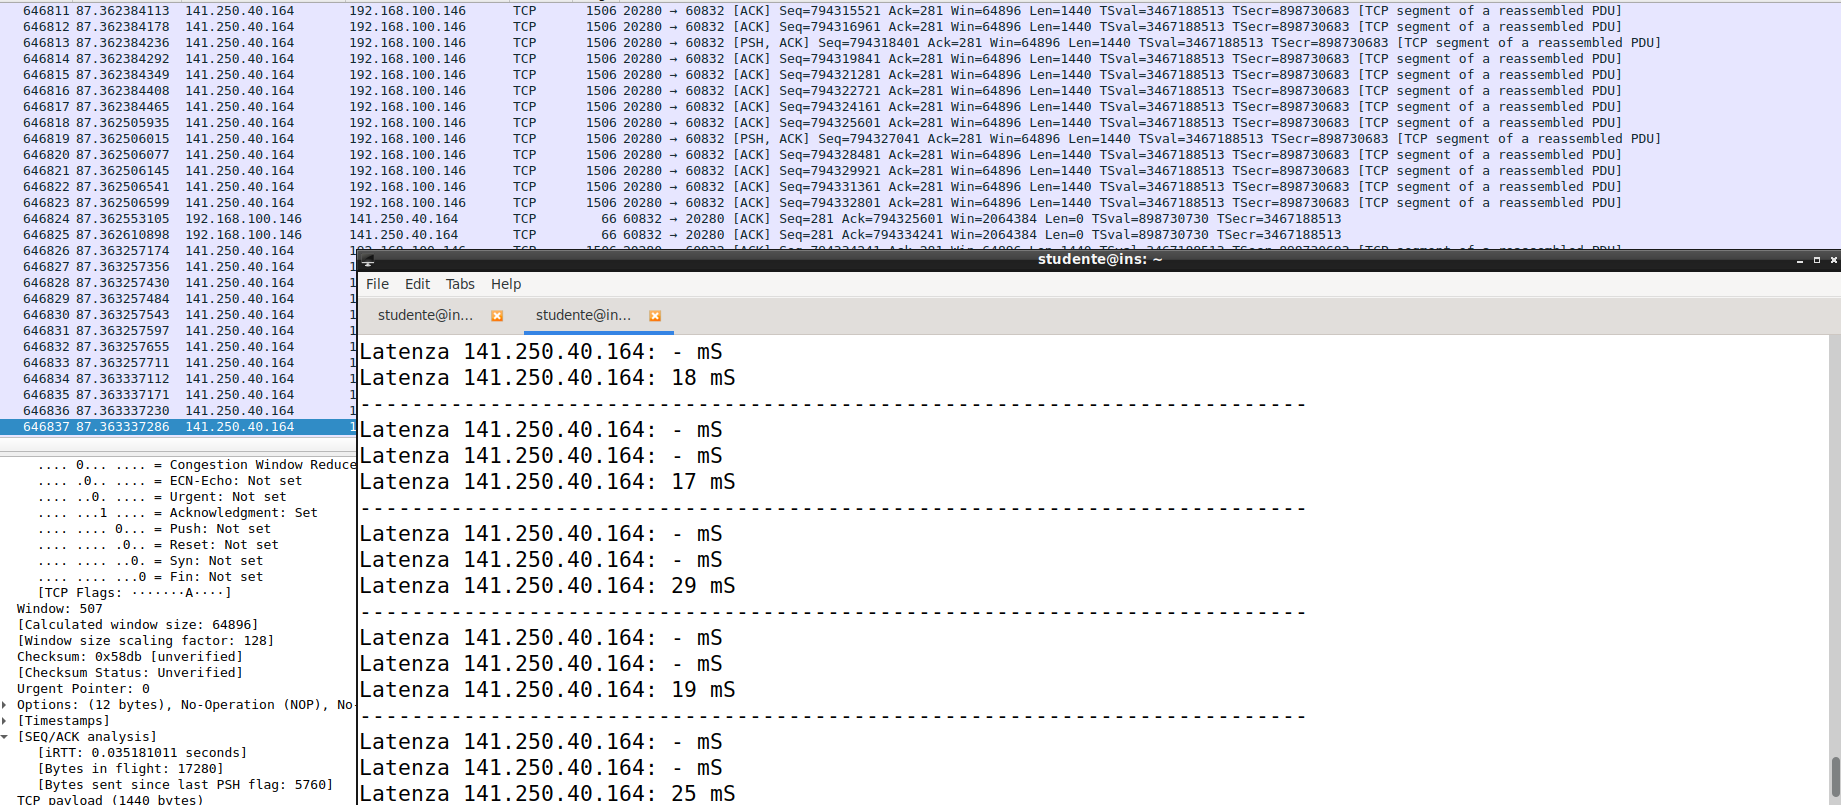 646811 87.362384113 141.250.40.164 192.168.100.146 TCP 1506 20280 → 60832 [ACK] Seq=794315521 Ack=281 Win=64896 Len=1440 TSval=3467188513 TSecr=898730683 [TCP segment of a reassembled PDU]
646812 87.362384178 141.250.40.164 192.168.100.146 TCP 1506 20280 → 60832 [ACK] Seq=794316961 Ack=281 Win=64896 Len=1440 TSval=3467188513 TSecr=898730683 [TCP segment of a reassembled PDU]
646813 87.362384236 141.250.40.164 192.168.100.146 TCP 1506 20280 → 60832 [PSH, ACK] Seq=794318401 Ack=281 Win=64896 Len=1440 TSval=3467188513 TSecr=898730683 [TCP segment of a reassembled PDU]
646814 87.362384292 141.250.40.164 192.168.100.146 TCP 1506 20280 → 60832 [ACK] Seq=794319841 Ack=281 Win=64896 Len=1440 TSval=3467188513 TSecr=898730683 [TCP segment of a reassembled PDU]
646815 87.362384349 141.250.40.164 192.168.100.146 TCP 1506 20280 → 60832 [ACK] Seq=794321281 Ack=281 Win=64896 Len=1440 TSval=3467188513 TSecr=898730683 [TCP segment of a reassembled PDU]
646816 87.362384408 141.250.40.164 192.168.100.146 TCP 1506 20280 → 60832 [ACK] Seq=794322721 Ack=281 Win=64896 Len=1440 TSval=3467188513 TSecr=898730683 [TCP segment of a reassembled PDU]
646817 87.362384465 141.250.40.164 192.168.100.146 TCP 1506 20280 → 60832 [ACK] Seq=794324161 Ack=281 Win=64896 Len=1440 TSval=3467188513 TSecr=898730683 [TCP segment of a reassembled PDU]
646818 87.362505935 141.250.40.164 192.168.100.146 TCP 1506 20280 → 60832 [ACK] Seq=794325601 Ack=281 Win=64896 Len=1440 TSval=3467188513 TSecr=898730683 [TCP segment of a reassembled PDU]
646819 87.362506015 141.250.40.164 192.168.100.146 TCP 1506 20280 → 60832 [PSH, ACK] Seq=794327041 Ack=281 Win=64896 Len=1440 TSval=3467188513 TSecr=898730683 [TCP segment of a reassembled PDU]
646820 87.362506077 141.250.40.164 192.168.100.146 TCP 1506 20280 → 60832 [ACK] Seq=794328481 Ack=281 Win=64896 Len=1440 TSval=3467188513 TSecr=898730683 [TCP segment of a reassembled PDU]
646821 87.362506145 141.250.40.164 192.168.100.146 TCP 1506 20280 → 60832 [ACK] Seq=794329921 Ack=281 Win=64896 Len=1440 TSval=3467188513 TSecr=898730683 [TCP segment of a reassembled PDU]
646822 87.362506541 141.250.40.164 192.168.100.146 TCP 1506 20280 → 60832 [ACK] Seq=794331361 Ack=281 Win=64896 Len=1440 TSval=3467188513 TSecr=898730683 [TCP segment of a reassembled PDU]
646823 87.362506599 141.250.40.164 192.168.100.146 TCP 1506 20280 → 60832 [ACK] Seq=794332801 Ack=281 Win=64896 Len=1440 TSval=3467188513 TSecr=898730683 [TCP segment of a reassembled PDU]
646824 87.362553105 192.168.100.146 141.250.40.164 TCP 66 60832 → 20280 [ACK] Seq=281 Ack=794325601 Win=2064384 Len=0 TSval=898730730 TSecr=3467188513
646825 87.362610898 192.168.100.146 141.250.40.164 TCP 66 60832 → 20280 [ACK] Seq=281 Ack=794334241 Win=2064384 Len=0 TSval=898730730 TSecr=3467188513
646826 87.363257174 141.250.40.164 192.168.100.146 TCP 1506 20280 → 60832 [ACK] Seq=794334241 Ack=281 Win=64896 Len=1440 TSval=3467188513 TSecr=898730683 [TCP segment of a reassembled PDU]
646827 87.363257356 141.250.40.164 1
646828 87.363257430 141.250.40.164 1
646829 87.363257484 141.250.40.164 1
646830 87.363257543 141.250.40.164 1
646831 87.363257597 141.250.40.164 1
646832 87.363257655 141.250.40.164 1
646833 87.363257711 141.250.40.164 1
646834 87.363337112 141.250.40.164 1
646835 87.363337171 141.250.40.164 1
646836 87.363337230 141.250.40.164 1
646837 87.363337286 141.250.40.164 1
.... 0... .... = Congestion Window Reduce
.... .0.. .... = ECN-Echo: Not set
.... ..0. .... = Urgent: Not set
.... ...1 .... = Acknowledgment: Set
.... .... 0... = Push: Not set
.... .... .0.. = Reset: Not set
.... .... ..0. = Syn: Not set
.... .... ...0 = Fin: Not set
[TCP Flags: ·······A····]
Window: 507
[Calculated window size: 64896]
[Window size scaling factor: 128]
Checksum: 0x58db [unverified]
[Checksum Status: Unverified]
Urgent Pointer: 0
Options: (12 bytes), No-Operation (NOP), No-
[Timestamps]
[SEQ/ACK analysis]
[iRTT: 0.035181011 seconds]
[Bytes in flight: 17280]
[Bytes sent since last PSH flag: 5760]
TCP payload (1440 bytes)
studente@ins: ~
File Edit Tabs Help
studente@in... studente@in...
Latenza 141.250.40.164: - mS
Latenza 141.250.40.164: 18 mS
-------------------------------------------------------------------------
Latenza 141.250.40.164: - mS
Latenza 141.250.40.164: - mS
Latenza 141.250.40.164: 17 mS
-------------------------------------------------------------------------
Latenza 141.250.40.164: - mS
Latenza 141.250.40.164: - mS
Latenza 141.250.40.164: 29 mS
-------------------------------------------------------------------------
Latenza 141.250.40.164: - mS
Latenza 141.250.40.164: - mS
Latenza 141.250.40.164: 19 mS
-------------------------------------------------------------------------
Latenza 141.250.40.164: - mS
Latenza 141.250.40.164: - mS
Latenza 141.250.40.164: 25 mS